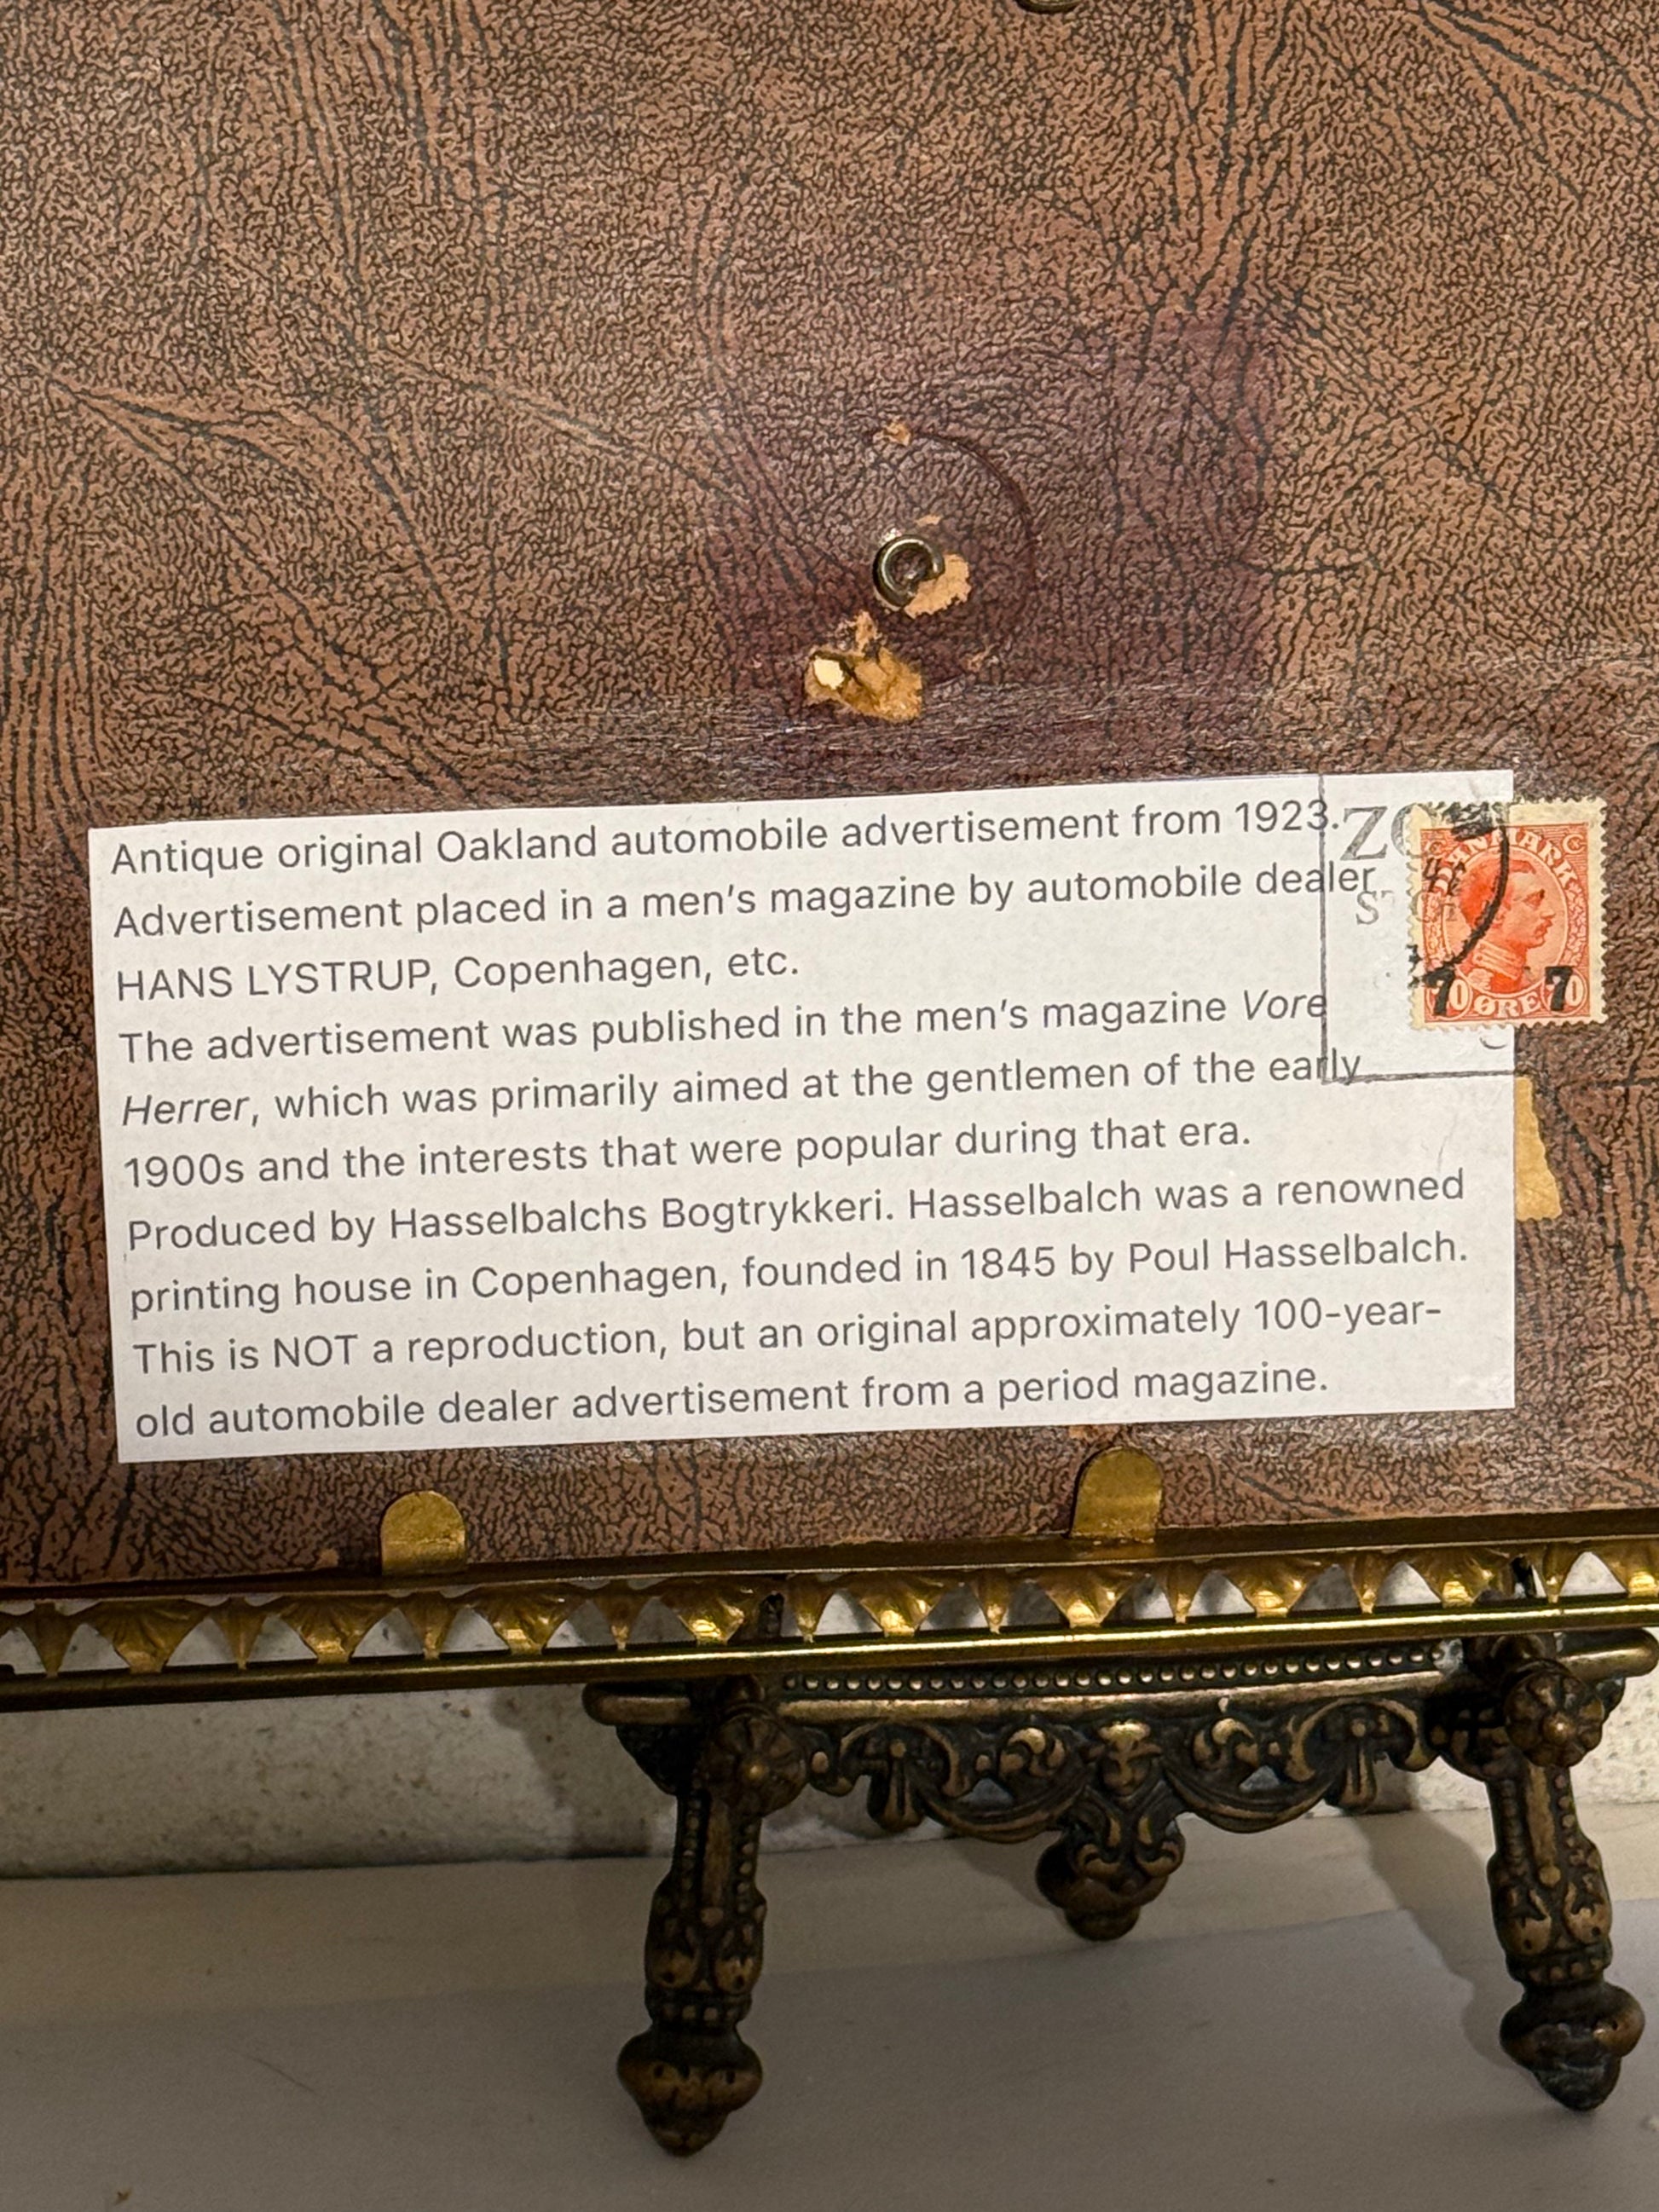 Antique original Oakland automobile advertisement from 1923.
Advertisement placed in a men's magazine by automobile dealer
HANS LYSTRUP, Copenhagen, etc.
The advertisement was published in the men's magazine Vore
Herrer, which was primarily aimed at the gentlemen of the early
1900s and the interests that were popular during that era.
Produced by Hasselbalchs Bogtrykkeri. Hasselbalch was a renowned
printing house in Copenhagen, founded in 1845 by Poul Hasselbalch.
This is NOT a reproduction, but an original approximately 100-year-
old automobile dealer advertisement from a period magazine.
DANMARK
7 ØRE 7